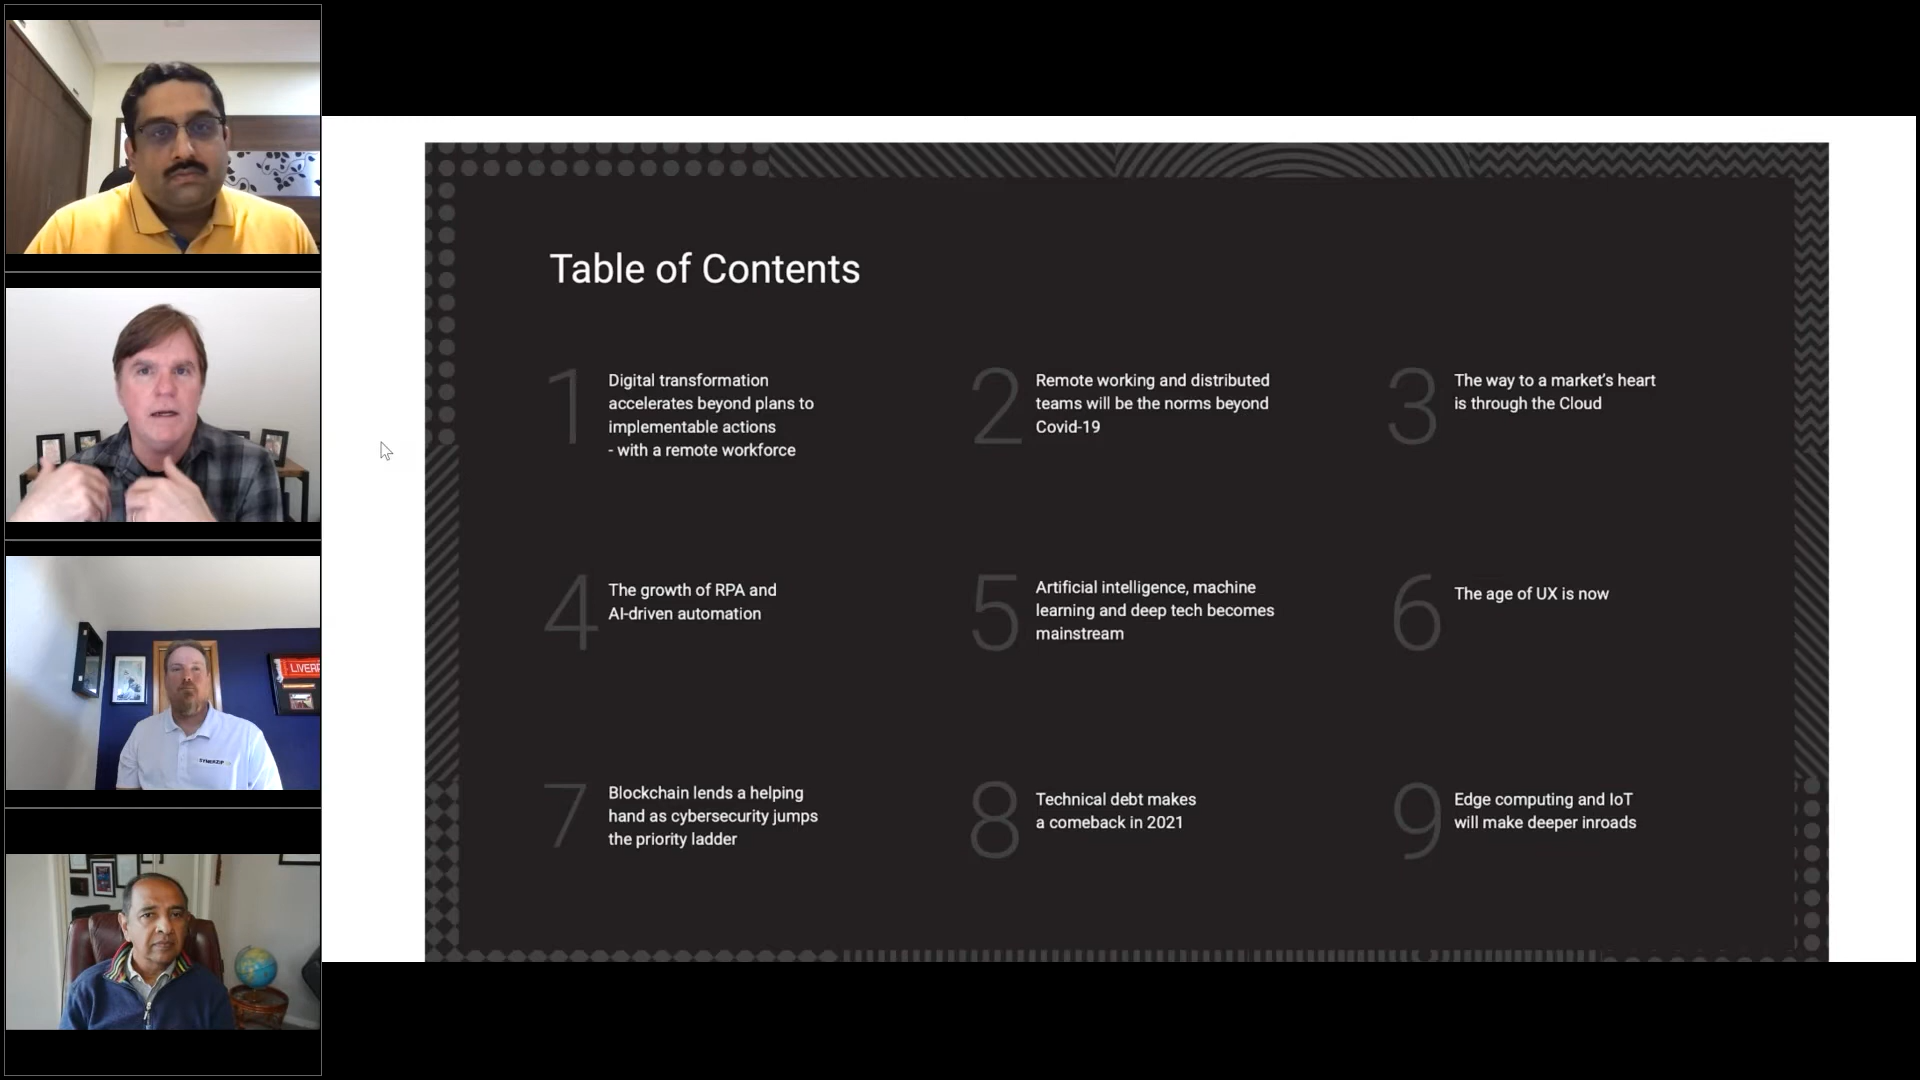 Table of Contents
1
Digital transformation
accelerates beyond plans to
implementable actions
- with a remote workforce
2
Remote working and distributed
teams will be the norms beyond
Covid-19
3
The way to a market's heart
is through the Cloud
4
The growth of RPA and
AI-driven automation
5
Artificial intelligence, machine
learning and deep tech becomes
mainstream
6
The age of UX is now
7
Blockchain lends a helping
hand as cybersecurity jumps
the priority ladder
8
Technical debt makes
a comeback in 2021
9
Edge computing and IoT
will make deeper inroads
SYNERZIP